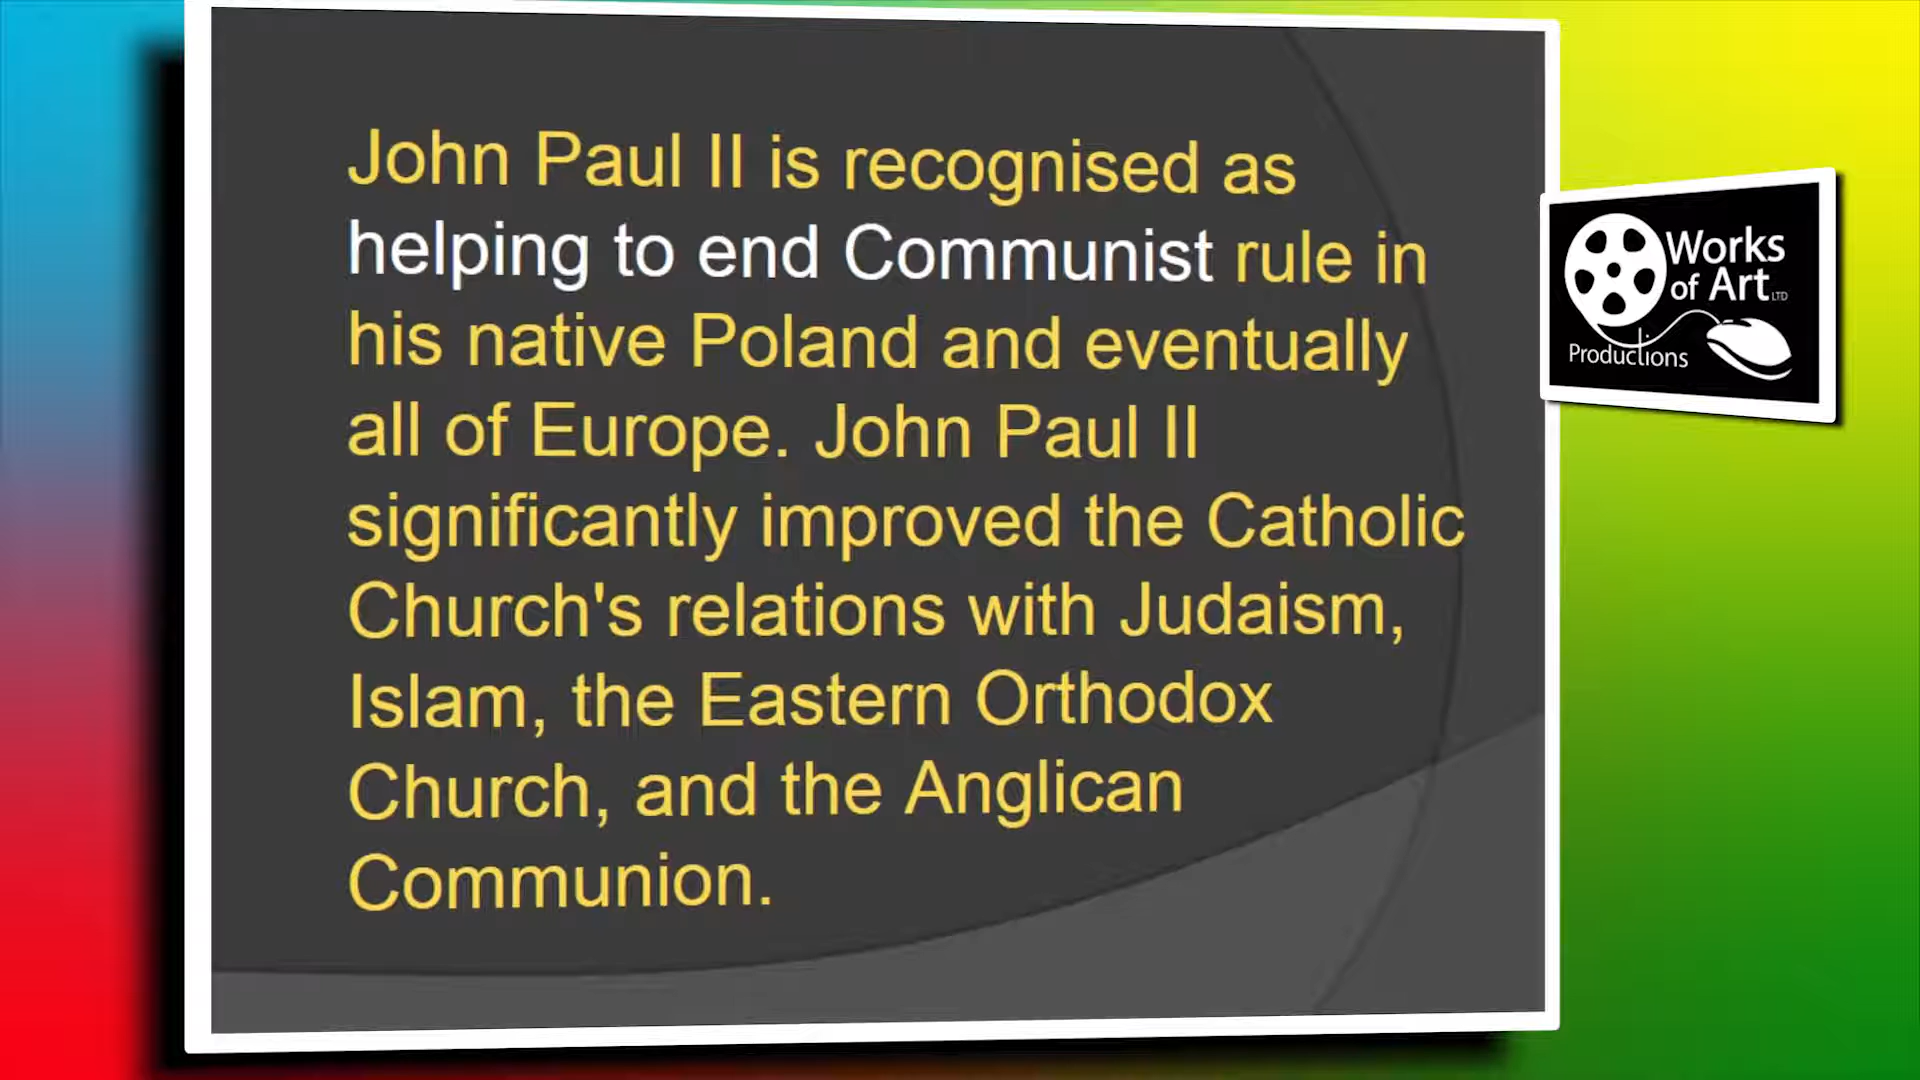 John Paul II is recognised as
helping to end Communist rule in
his native Poland and eventually
all of Europe. John Paul II
significantly improved the Catholic
Church's relations with Judaism,
Islam, the Eastern Orthodox
Church, and the Anglican
Communion.
Works
of Art LTD
Productions